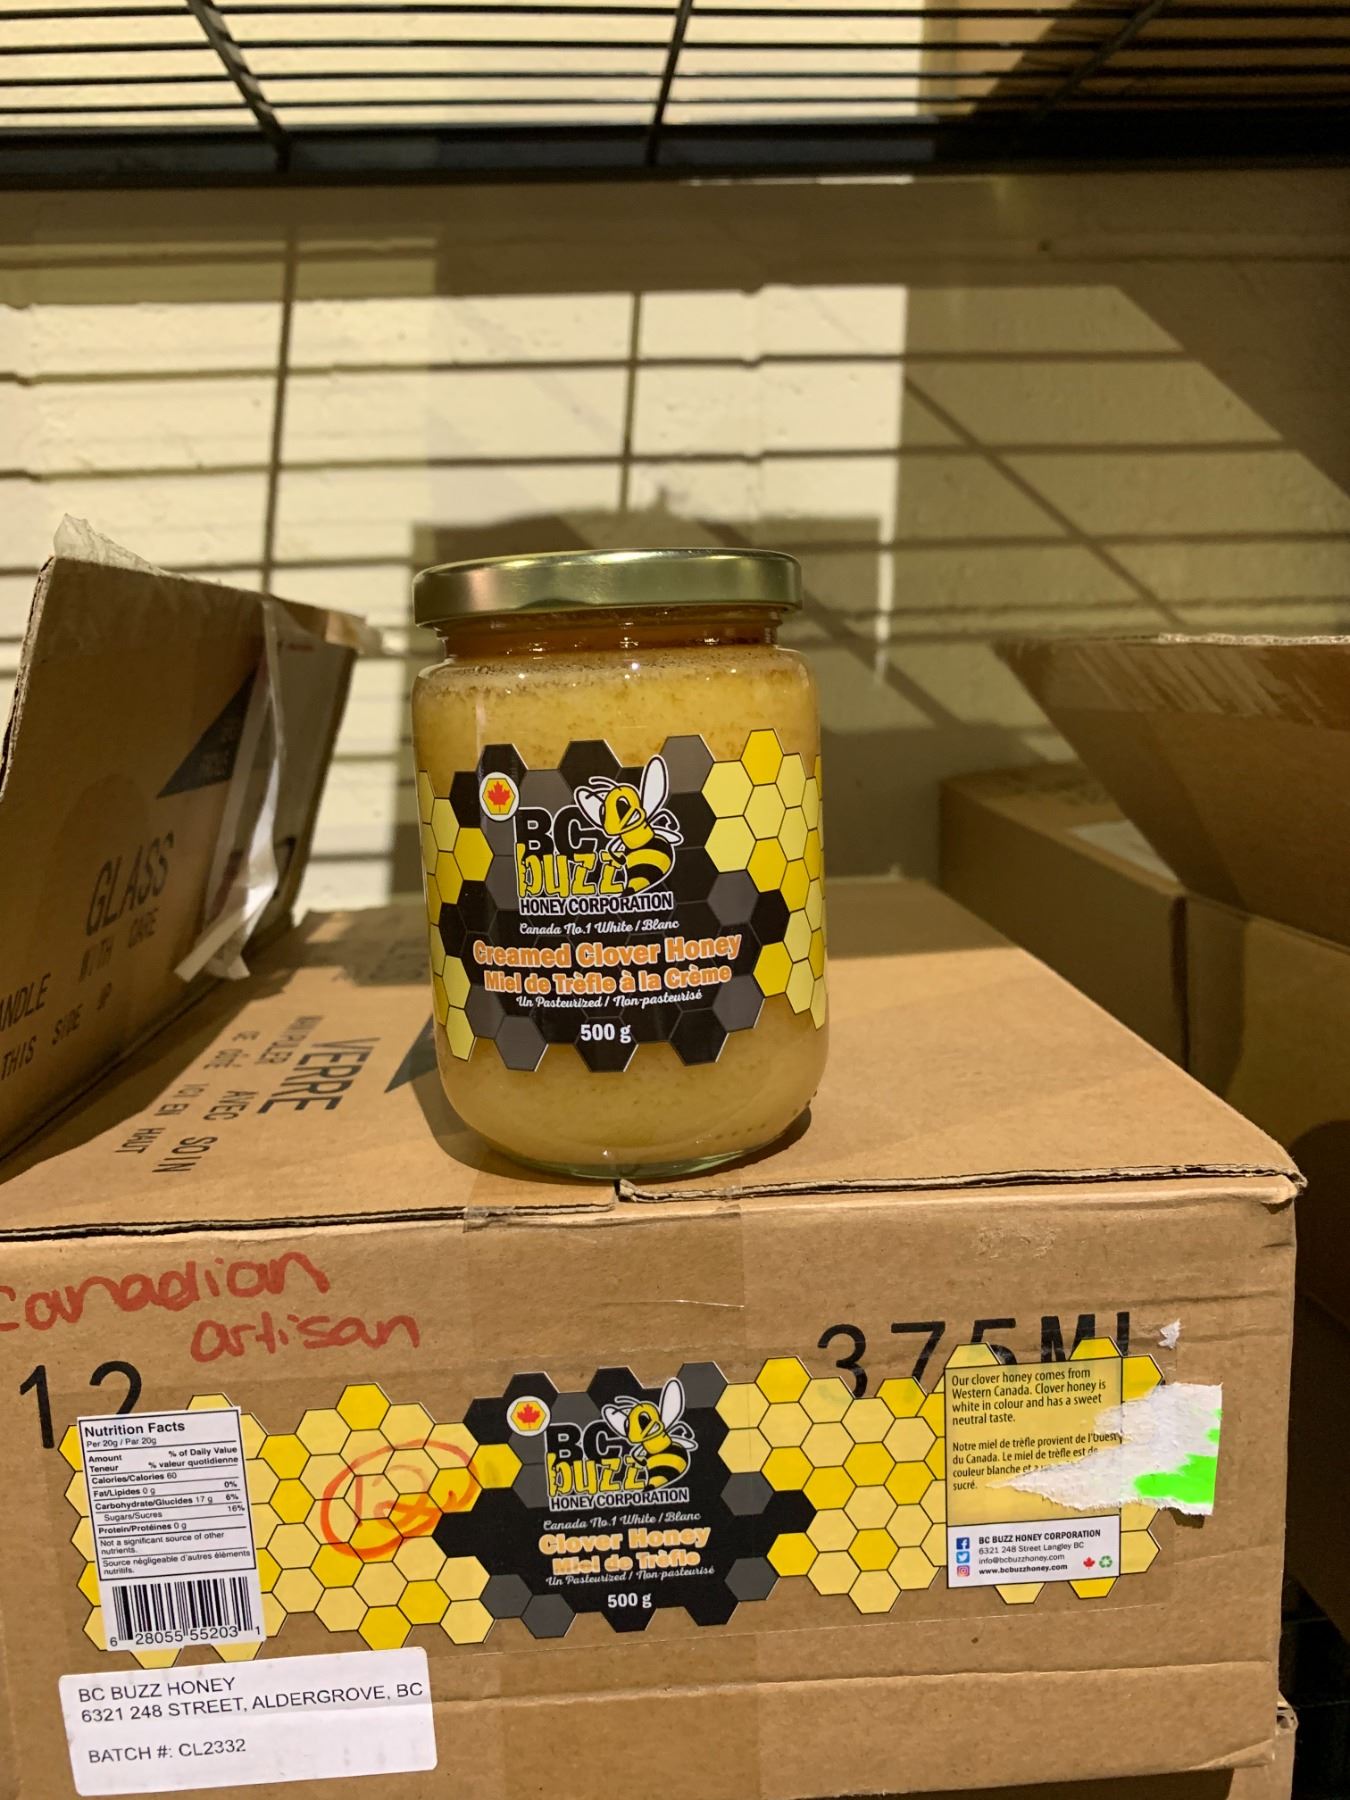 BC
buzz
HONEY CORPORATION
Canada No.1 White / Blanc
Creamed Clover Honey
Miel de Trèfle à la Crème
Un Pasteurized / Non-pasteurisé
500 g
GLASS
WITH CARE
THIS SIDE
VERRE
AVEC SOIN
ICI EN HAUT
Canadian
artisan
12
375ML
Nutrition Facts
Per 20g / Par 20g
Amount % of Daily Value
Teneur % valeur quotidienne
Calories/Calories 60
Fat/Lipides 0 g 0%
Carbohydrate/Glucides 17 g 6%
Sugars/Sucres 16%
Protein/Protéines 0 g
Not a significant source of other
nutrients.
Source négligeable d'autres éléments
nutritifs.
6 28055 55203 1
BC
buzz
HONEY CORPORATION
Canada No.1 White / Blanc
Clover Honey
Miel de Trèfle
Un Pasteurized / Non-pasteurisé
500 g
Our clover honey comes from
Western Canada. Clover honey is
white in colour and has a sweet
neutral taste.
Notre miel de trèfle provient de l'Ouest
du Canada. Le miel de trèfle est de
couleur blanche et
sucré.
BC BUZZ HONEY CORPORATION
6321 248 Street Langley BC
info@bcbuzzhoney.com
www.bcbuzzhoney.com
BC BUZZ HONEY
6321 248 STREET, ALDERGROVE, BC
BATCH #: CL2332